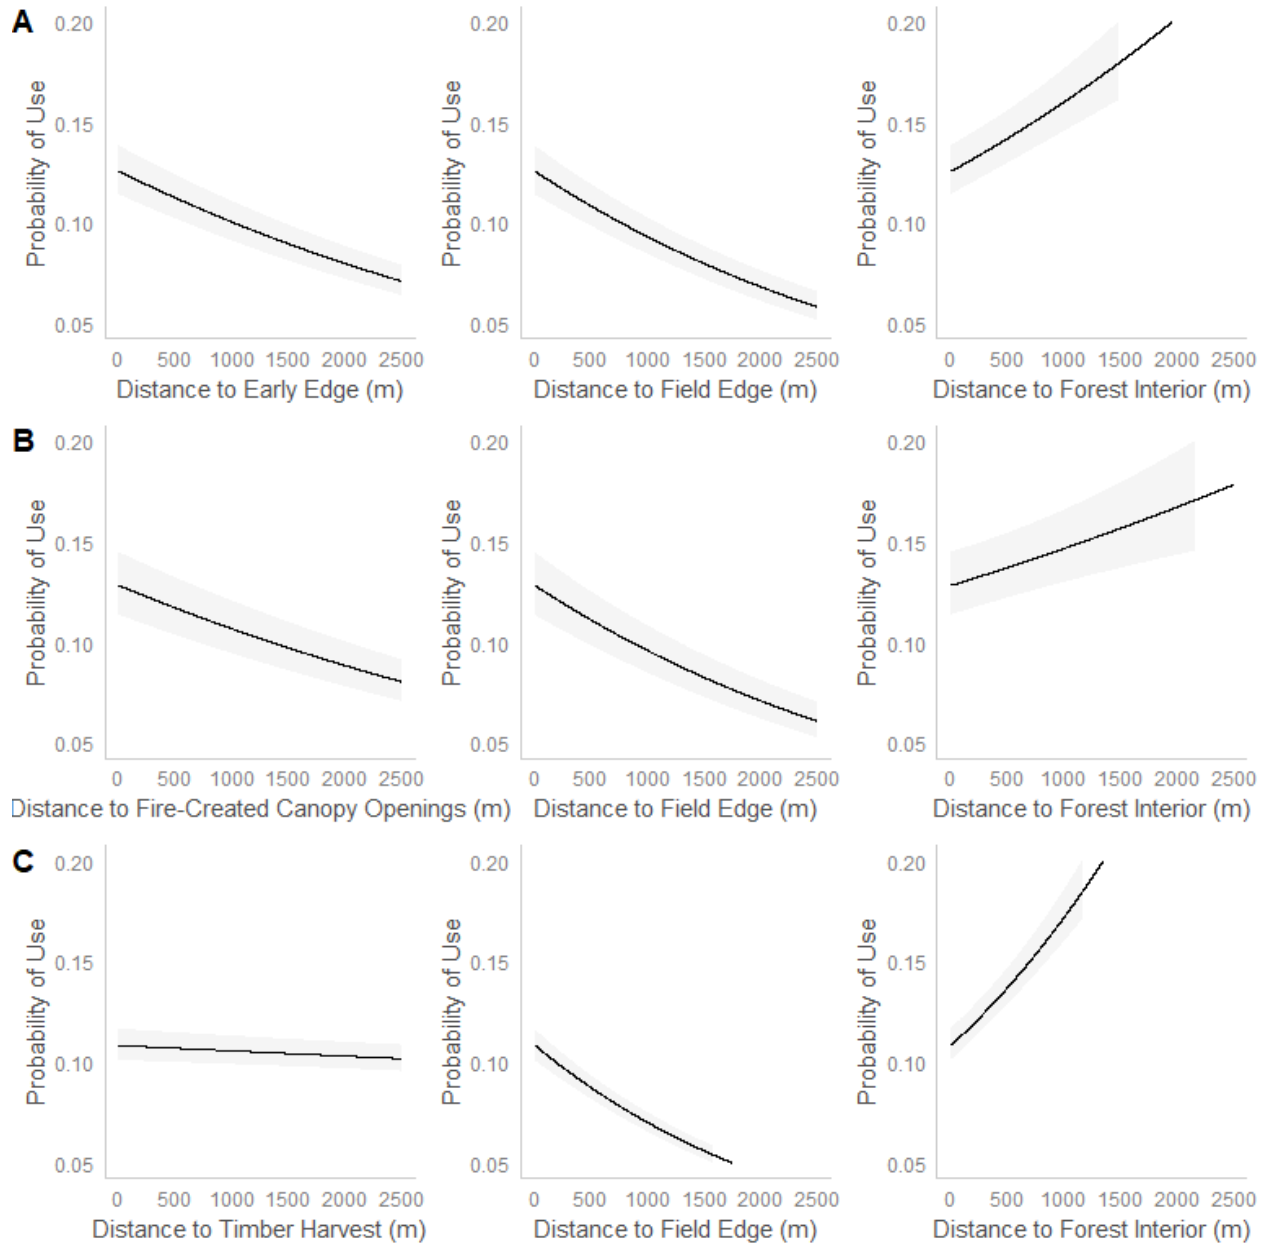 A
0.20
0.15
0.10
0.05
Probability of Use
0 500 1000 1500 2000 2500
Distance to Early Edge (m)
0.20
0.15
0.10
0.05
Probability of Use
0 500 1000 1500 2000 2500
Distance to Field Edge (m)
0.20
0.15
0.10
0.05
Probability of Use
0 500 1000 1500 2000 2500
Distance to Forest Interior (m)
B
0.20
0.15
0.10
0.05
Probability of Use
0 500 1000 1500 2000 2500
Distance to Fire-Created Canopy Openings (m)
0.20
0.15
0.10
0.05
Probability of Use
0 500 1000 1500 2000 2500
Distance to Field Edge (m)
0.20
0.15
0.10
0.05
Probability of Use
0 500 1000 1500 2000 2500
Distance to Forest Interior (m)
C
0.20
0.15
0.10
0.05
Probability of Use
0 500 1000 1500 2000 2500
Distance to Timber Harvest (m)
0.20
0.15
0.10
0.05
Probability of Use
0 500 1000 1500 2000 2500
Distance to Field Edge (m)
0.20
0.15
0.10
0.05
Probability of Use
0 500 1000 1500 2000 2500
Distance to Forest Interior (m)